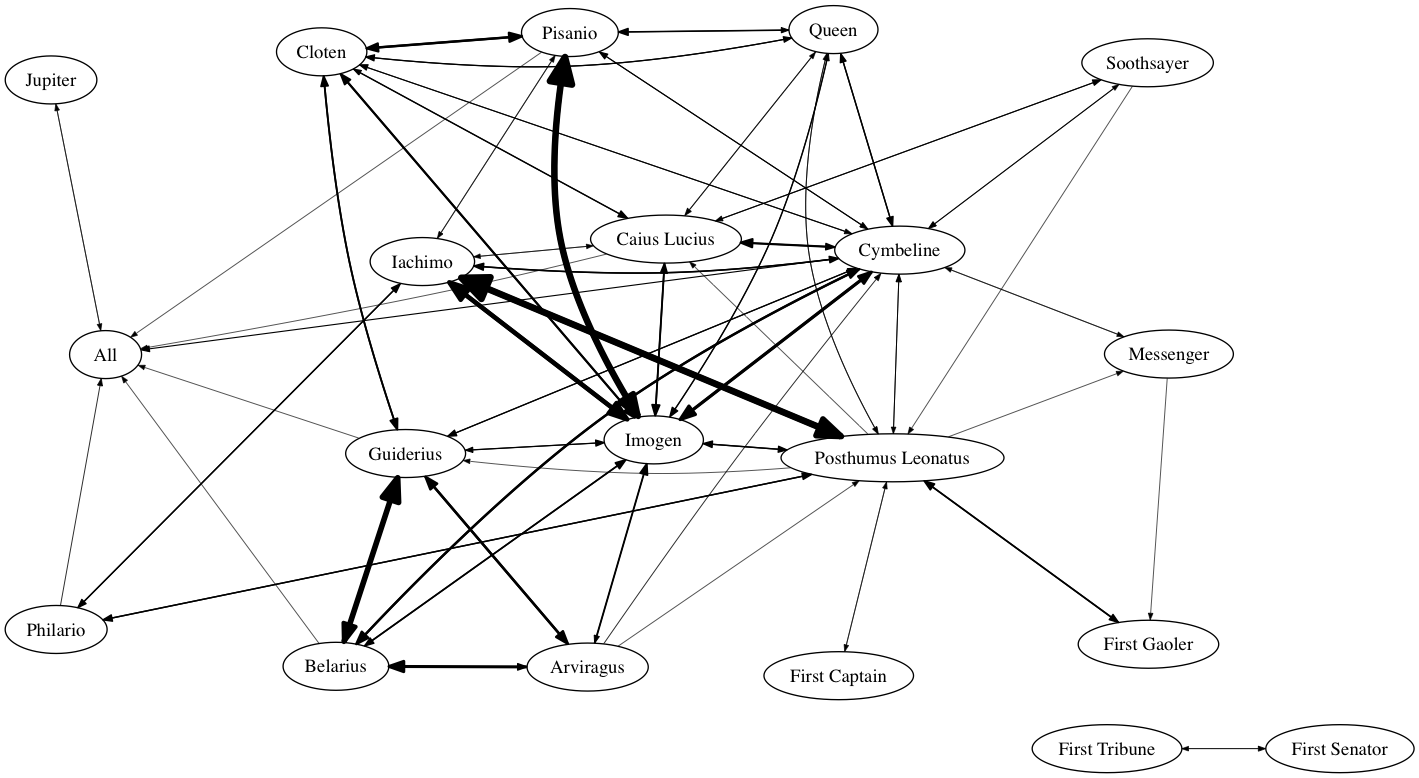 Pisanio
Queen
Cloten
Soothsayer
Jupiter
Caius Lucius
Cymbeline
Iachimo
All
Messenger
Imogen
Guiderius
Posthumus Leonatus
Philario
First Gaoler
Belarius
Arviragus
First Captain
First Tribune
First Senator